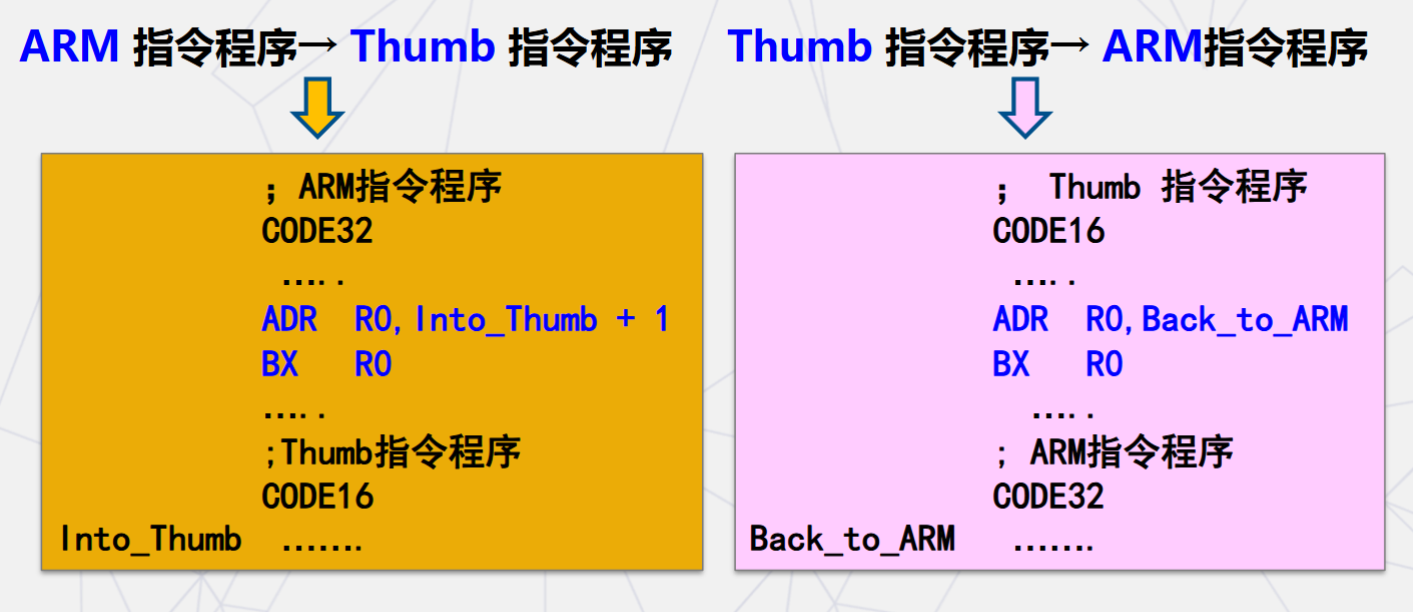 ARM 指令程序→ Thumb 指令程序
; ARM指令程序
CODE32
…. .
ADR R0,Into_Thumb + 1
BX R0
…. .
;Thumb指令程序
CODE16
Into_Thumb …….
Thumb 指令程序→ ARM指令程序
; Thumb 指令程序
CODE16
…. .
ADR R0,Back_to_ARM
BX R0
…. .
; ARM指令程序
CODE32
Back_to_ARM …….